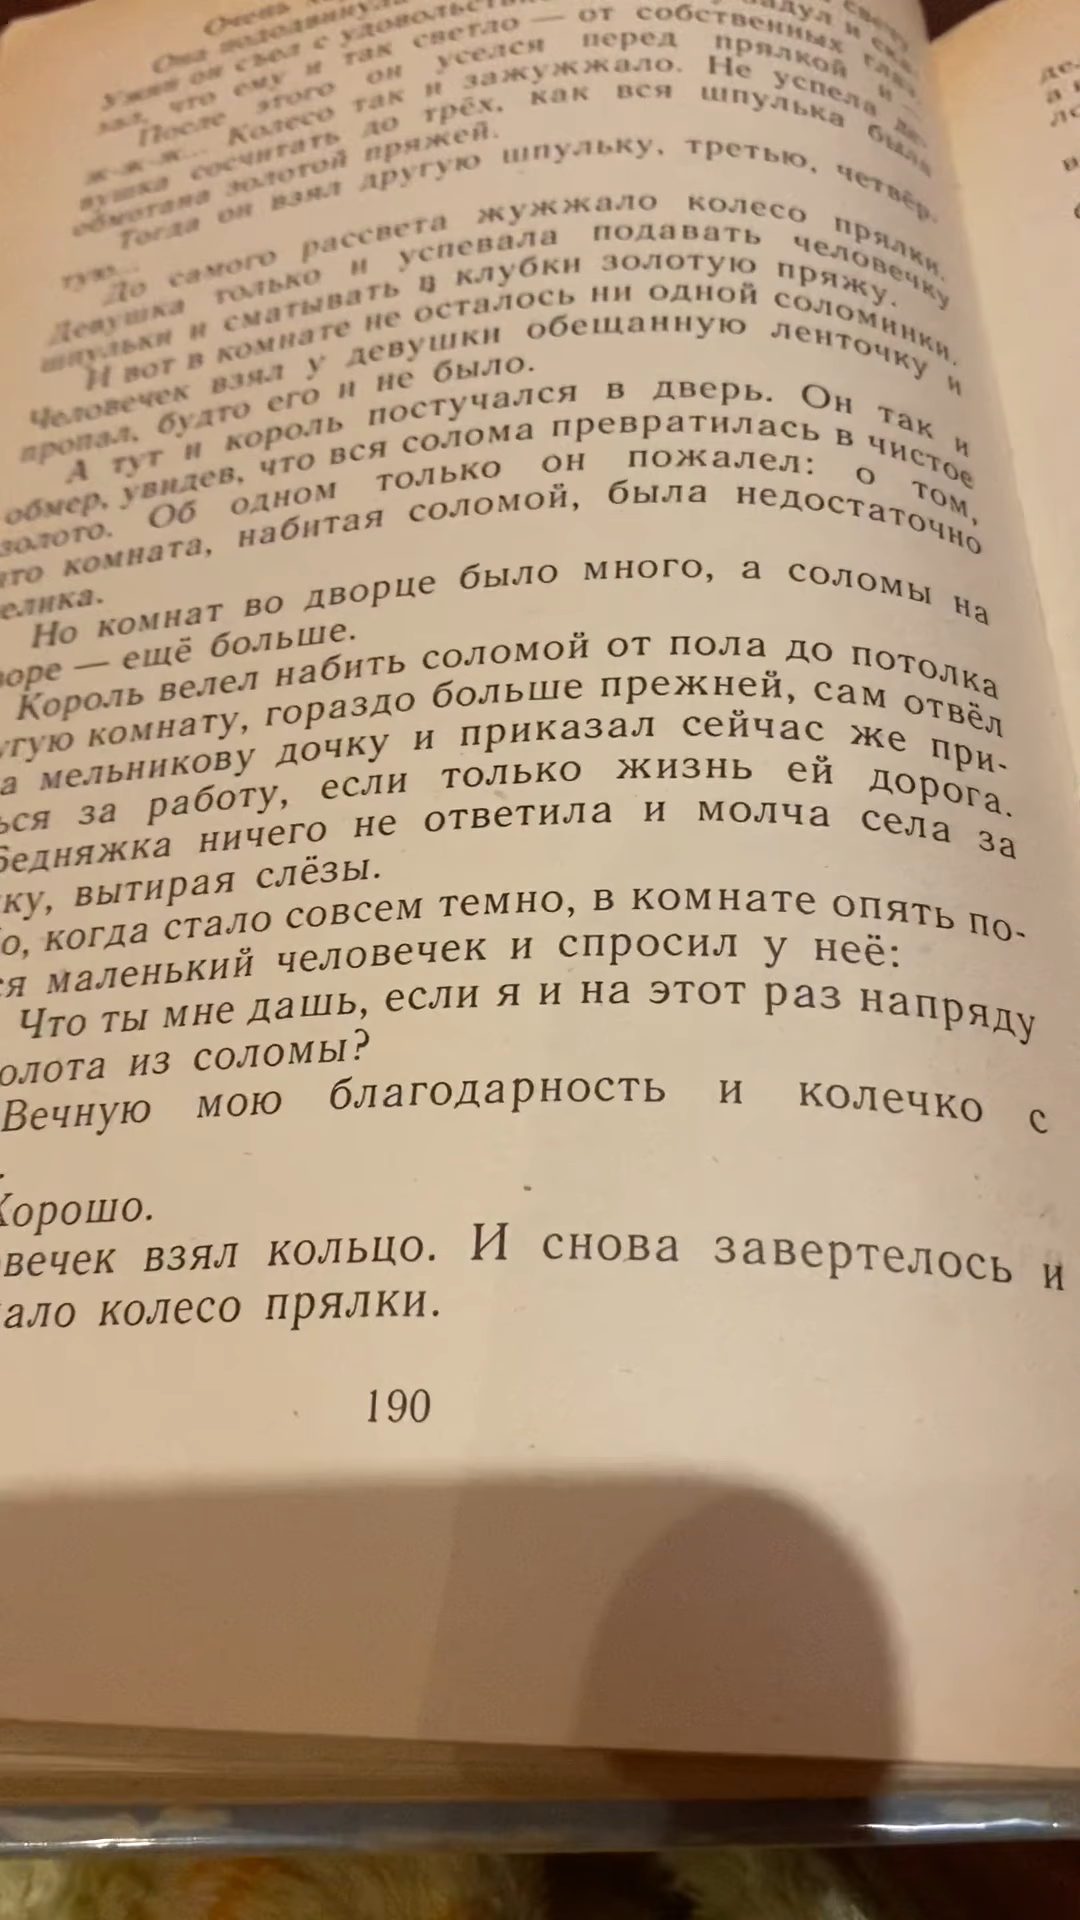 Очень
Она пододвинула
Ужин он съел с удовольств
зал, что ему и так светло — от собственных глаз.
После этого он уселся перед прялкой и —
ж-ж-ж... Колесо так и зажужжало. Не успела де-
вушка сосчитать до трёх, как вся шпулька была
обмотана золотой пряжей.
Тогда он взял другую шпульку, третью, четвёр-
тую...
До самого рассвета жужжало колесо прялки.
Девушка только и успевала подавать человечку
шпульки и сматывать в клубки золотую пряжу.
И вот в комнате не осталось ни одной соломинки.
Человечек взял у девушки обещанную ленточку и
пропал, будто его и не было.
А тут и король постучался в дверь. Он так и
обмер, увидев, что вся солома превратилась в чистое
золото. Об одном только он пожалел: о том,
что комната, набитая соломой, была недостаточно
елика.
Но комнат во дворце было много, а соломы на
воре — ещё больше.
Король велел набить соломой от пола до потолка
угую комнату, гораздо больше прежней, сам отвёл
а мельникову дочку и приказал сейчас же при-
ься за работу, если только жизнь ей дорога.
Бедняжка ничего не ответила и молча села за
ку, вытирая слёзы.
о, когда стало совсем темно, в комнате опять по-
ся маленький человечек и спросил у неё:
Что ты мне дашь, если я и на этот раз напряду
олота из соломы?
Вечную мою благодарность и колечко с
Хорошо.
овечек взял кольцо. И снова завертелось и
ало колесо прялки.
190
де-
а